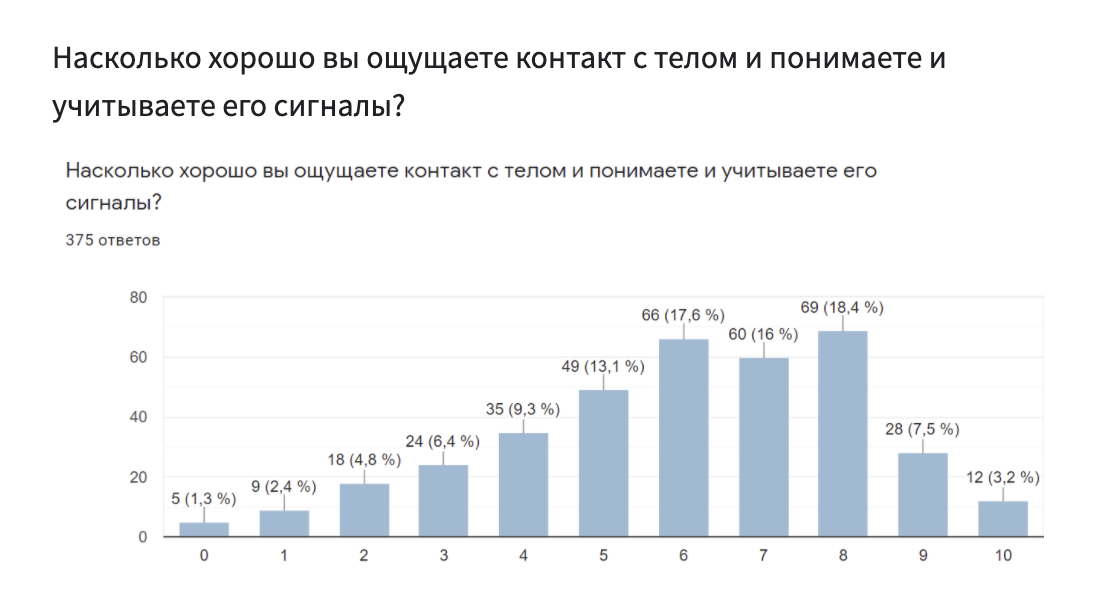 Насколько хорошо вы ощущаете контакт с телом и понимаете и
учитываете его сигналы?
Насколько хорошо вы ощущаете контакт с телом и понимаете и учитываете его
сигналы?
375 ответов
80
60
40
20
0
5 (1,3 %)
9 (2,4 %)
18 (4,8 %)
24 (6,4 %)
35 (9,3 %)
49 (13,1 %)
66 (17,6 %)
60 (16 %)
69 (18,4 %)
28 (7,5 %)
12 (3,2 %)
0 1 2 3 4 5 6 7 8 9 10